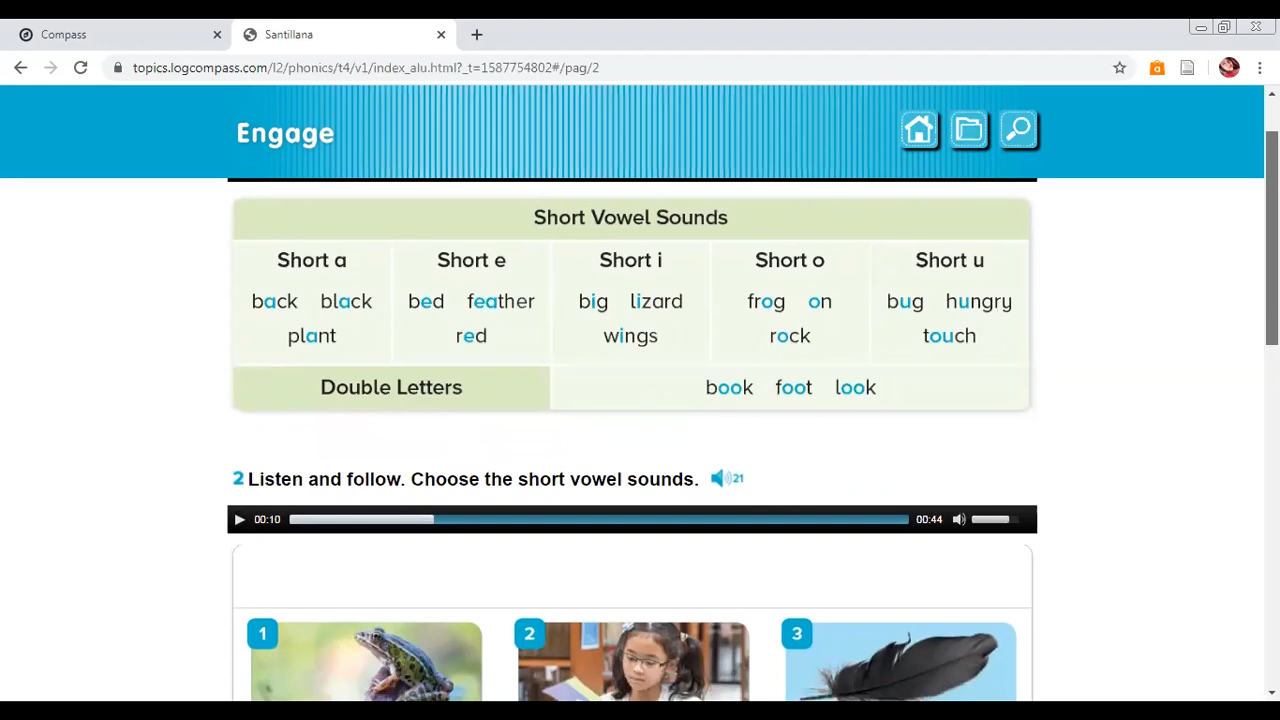 Compass
Santillana
topics.logcompass.com/l2/phonics/t4/v1/index_alu.html?_t=1587754802#/pag/2
Engage
Short Vowel Sounds
Short a Short e Short i Short o Short u
back black bed feather big lizard frog on bug hungry
plant red wings rock touch
Double Letters book foot look
2 Listen and follow. Choose the short vowel sounds. 21
00:10 00:44
1 2 3